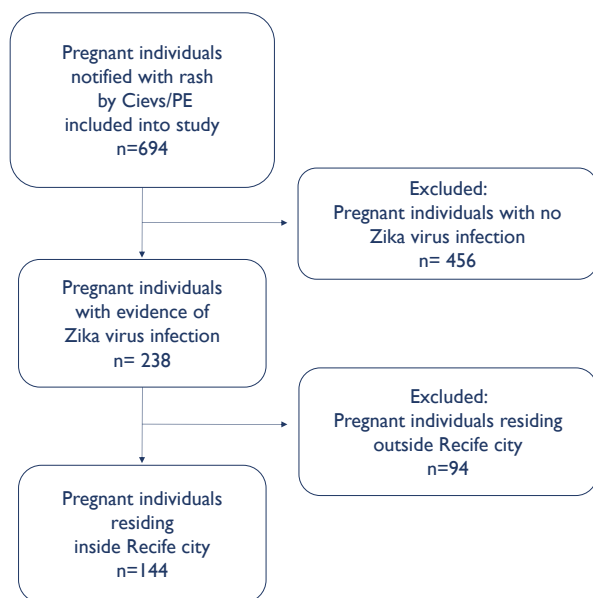 Pregnant individuals
notified with rash
by Cievs/PE
included into study
n=694
Excluded:
Pregnant individuals with no
Zika virus infection
n= 456
Pregnant individuals
with evidence of
Zika virus infection
n= 238
Excluded:
Pregnant individuals residing
outside Recife city
n=94
Pregnant individuals
residing
inside Recife city
n=144